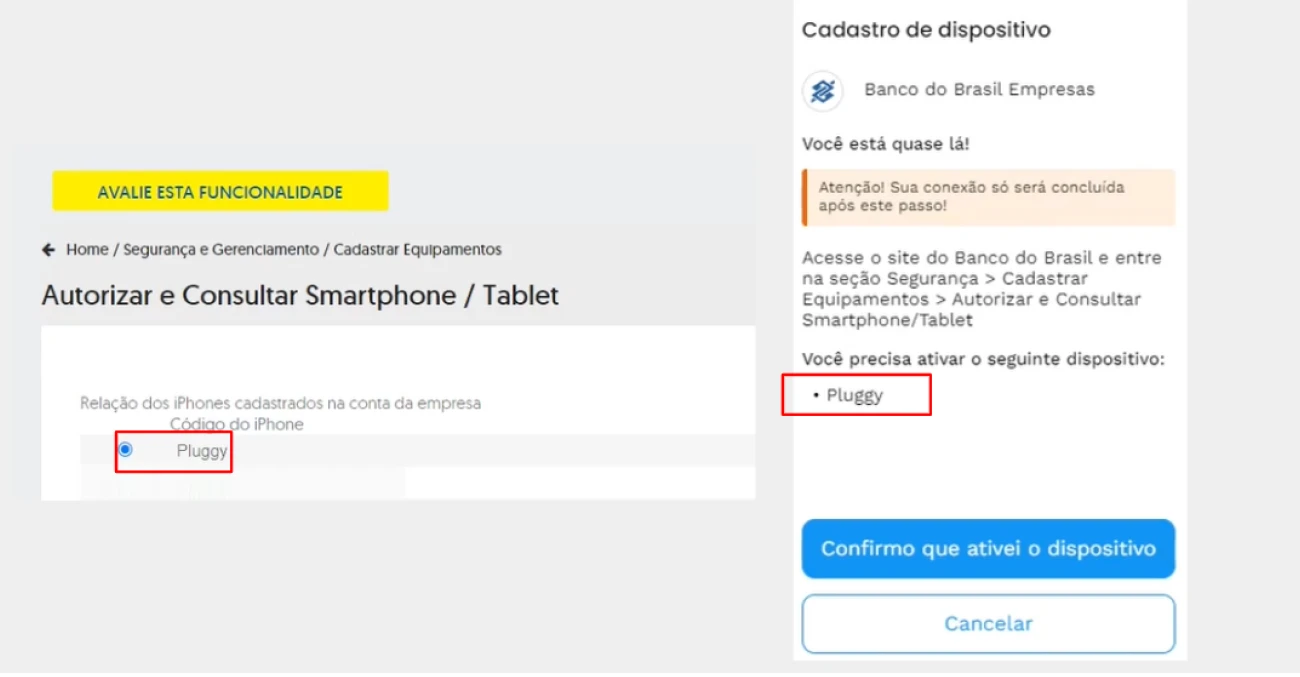 AVALIE ESTA FUNCIONALIDADE
Home / Segurança e Gerenciamento / Cadastrar Equipamentos
Autorizar e Consultar Smartphone / Tablet
Relação dos iPhones cadastrados na conta da empresa
Código do iPhone
Pluggy
Cadastro de dispositivo
Banco do Brasil Empresas
Você está quase lá!
Atenção! Sua conexão só será concluída
após este passo!
Acesse o site do Banco do Brasil e entre
na seção Segurança > Cadastrar
Equipamentos > Autorizar e Consultar
Smartphone/Tablet
Você precisa ativar o seguinte dispositivo:
• Pluggy
Confirmo que ativei o dispositivo
Cancelar